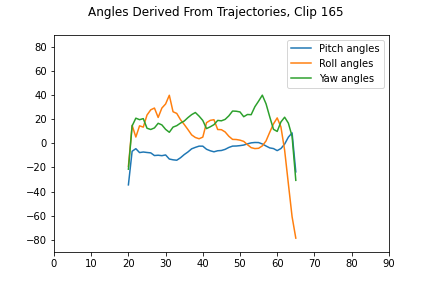 Angles Derived From Trajectories, Clip 165
Pitch angles
Roll angles
Yaw angles
80
60
40
20
0
−20
−40
−60
−80
0 10 20 30 40 50 60 70 80 90